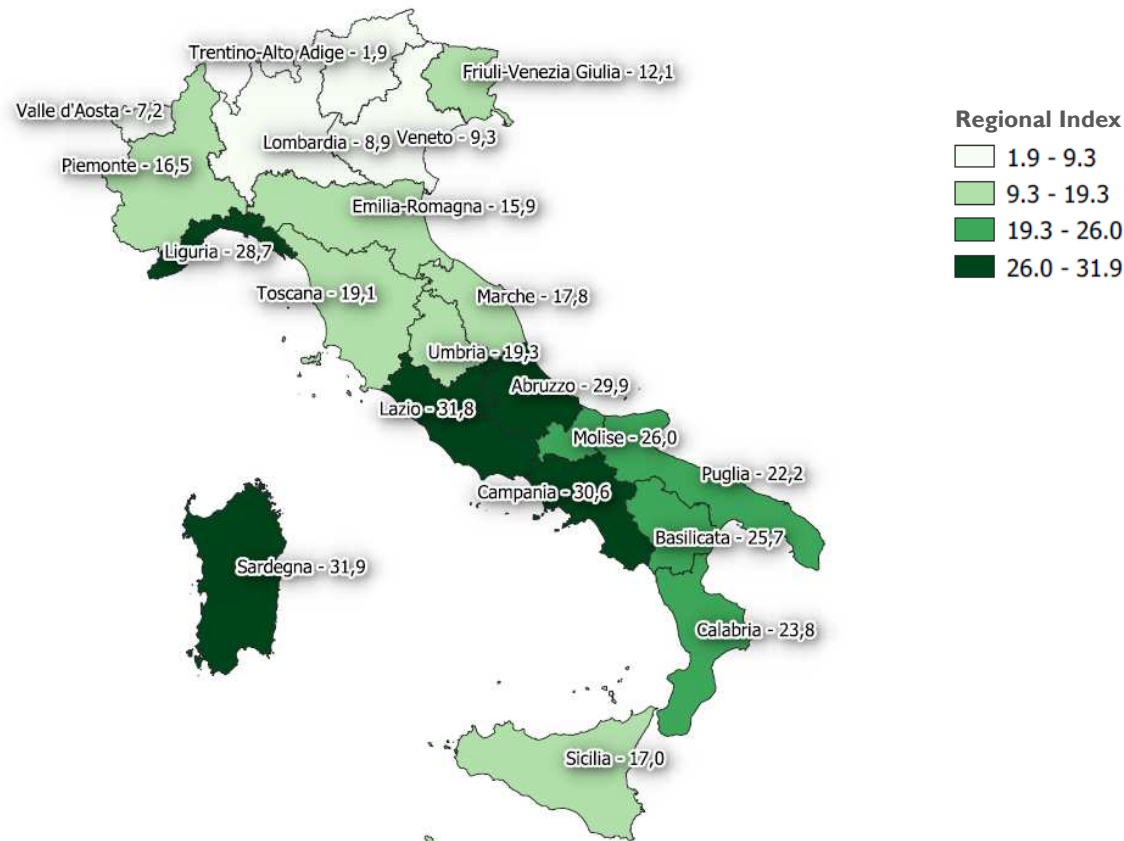 Trentino-Alto Adige - 1,9
Friuli-Venezia Giulia - 12,1
Valle d'Aosta - 7,2
Lombardia - 8,9
Veneto - 9,3
Piemonte - 16,5
Emilia-Romagna - 15,9
Liguria - 28,7
Toscana - 19,1
Marche - 17,8
Umbria - 19,3
Abruzzo - 29,9
Lazio - 31,8
Molise - 26,0
Puglia - 22,2
Campania - 30,6
Basilicata - 25,7
Sardegna - 31,9
Calabria - 23,8
Sicilia - 17,0
Regional Index
1.9 - 9.3
9.3 - 19.3
19.3 - 26.0
26.0 - 31.9